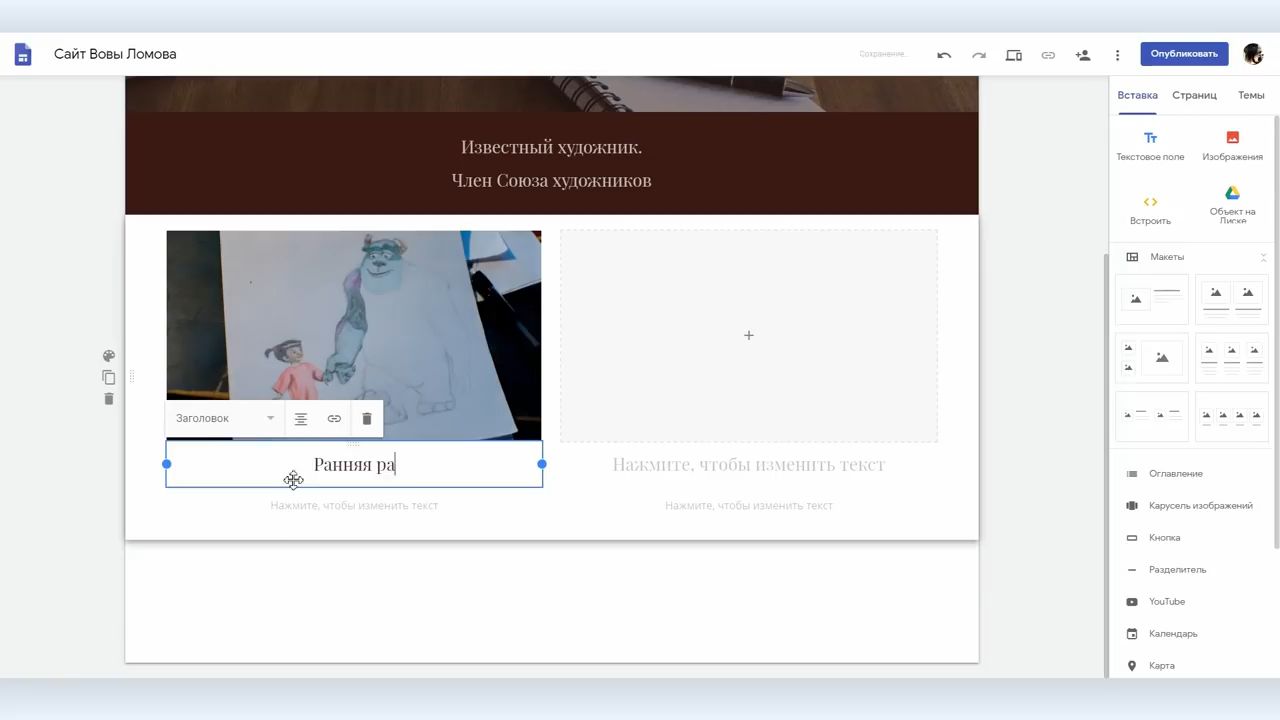 Сайт Вовы Ломова
Сохранение...
Опубликовать
Вставка
Страниц
Темы
Известный художник.
Член Союза художников
Tт
Текстовое поле
Изображения
Встроить
Объект на
Диске
Макеты
Заголовок
Ранняя ра
Нажмите, чтобы изменить текст
Нажмите, чтобы изменить текст
Нажмите, чтобы изменить текст
Оглавление
Карусель изображений
Кнопка
Разделитель
YouTube
Календарь
Карта